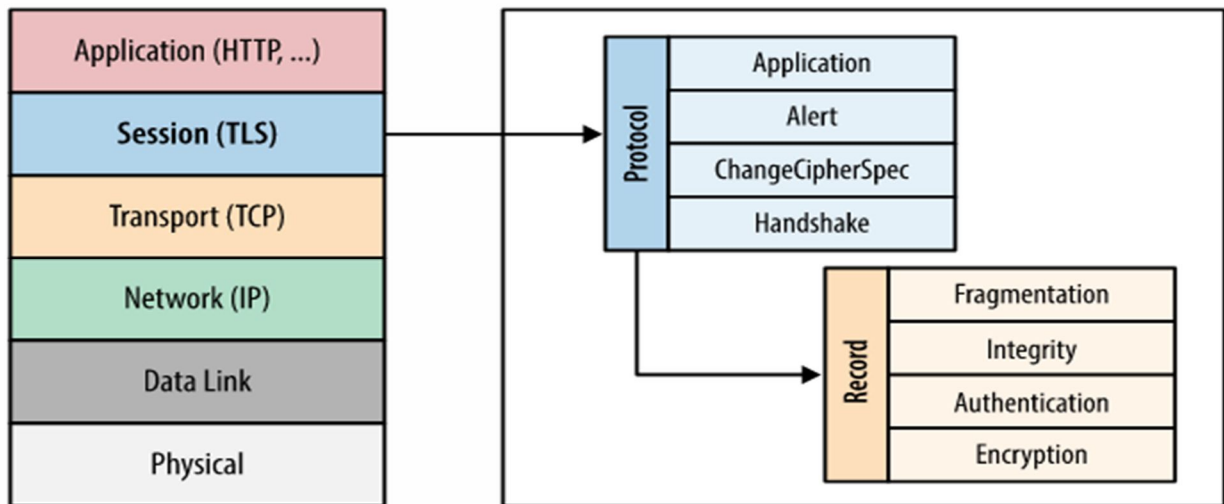 Application (HTTP, ...)
Session (TLS)
Transport (TCP)
Network (IP)
Data Link
Physical
Protocol
Application
Alert
ChangeCipherSpec
Handshake
Record
Fragmentation
Integrity
Authentication
Encryption